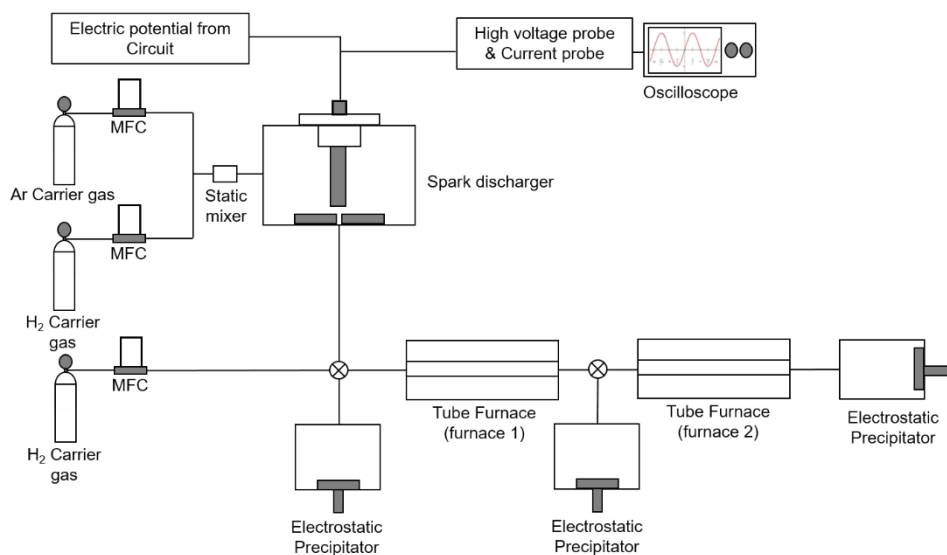 Electric potential from
Circuit
High voltage probe
& Current probe
Oscilloscope
MFC
Ar Carrier gas
Static
mixer
Spark discharger
MFC
H₂ Carrier
gas
MFC
H₂ Carrier
gas
Tube Furnace
(furnace 1)
Tube Furnace
(furnace 2)
Electrostatic
Precipitator
Electrostatic
Precipitator
Electrostatic
Precipitator